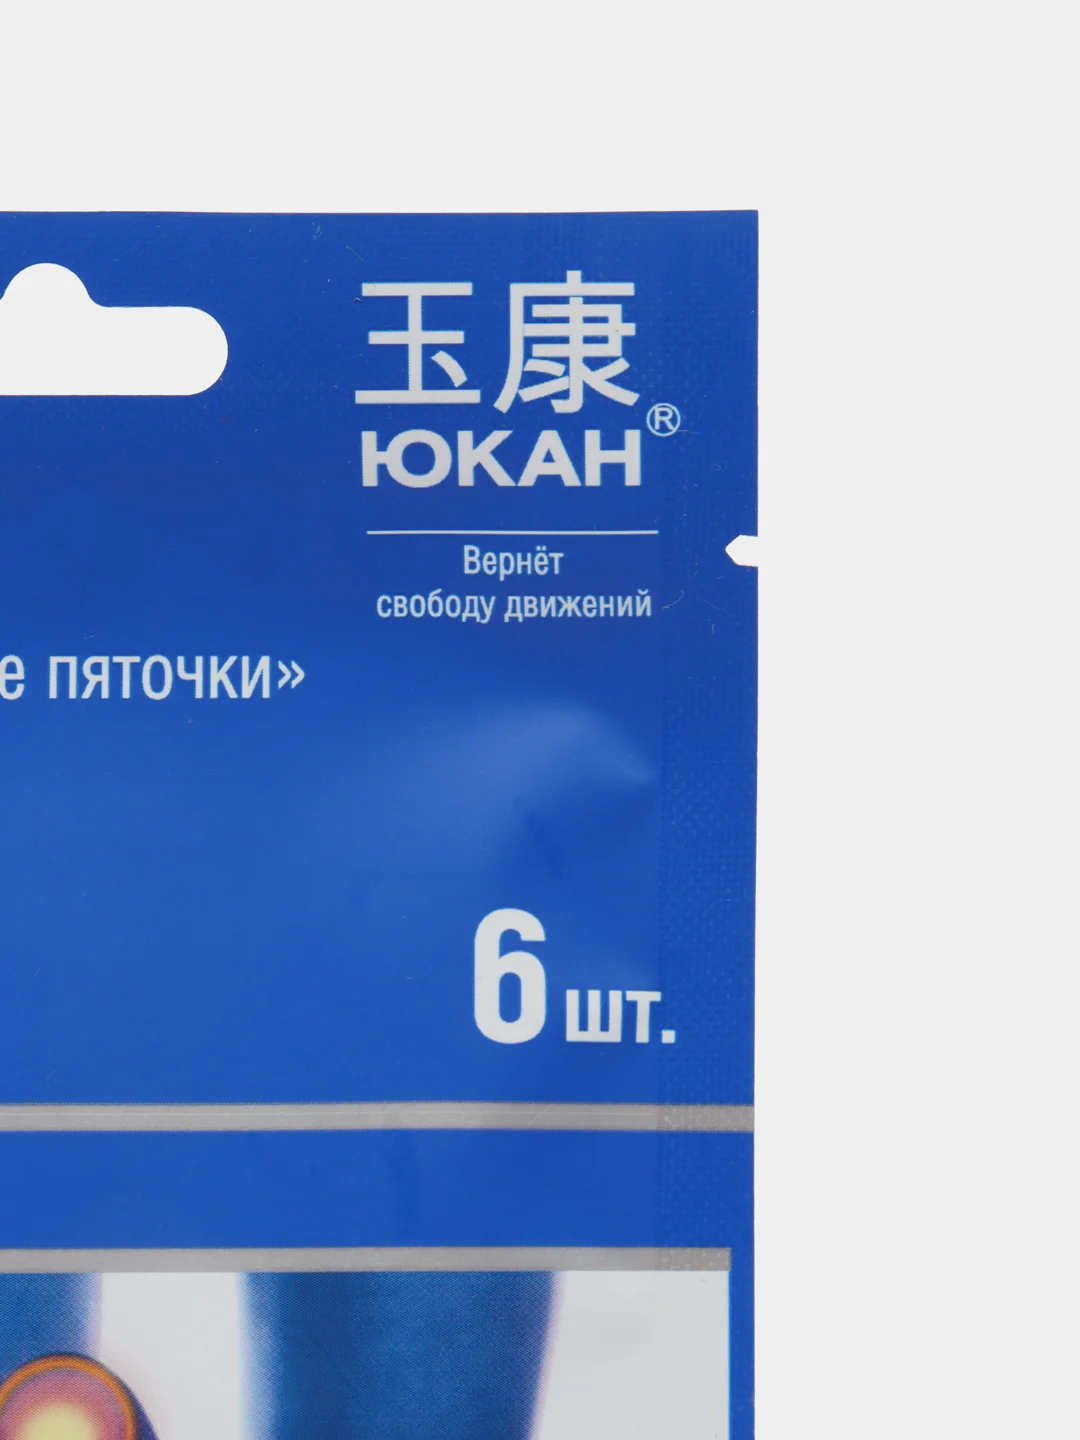 玉康
ЮКАН®
Вернёт
свободу движений
е пяточки»
6 шт.